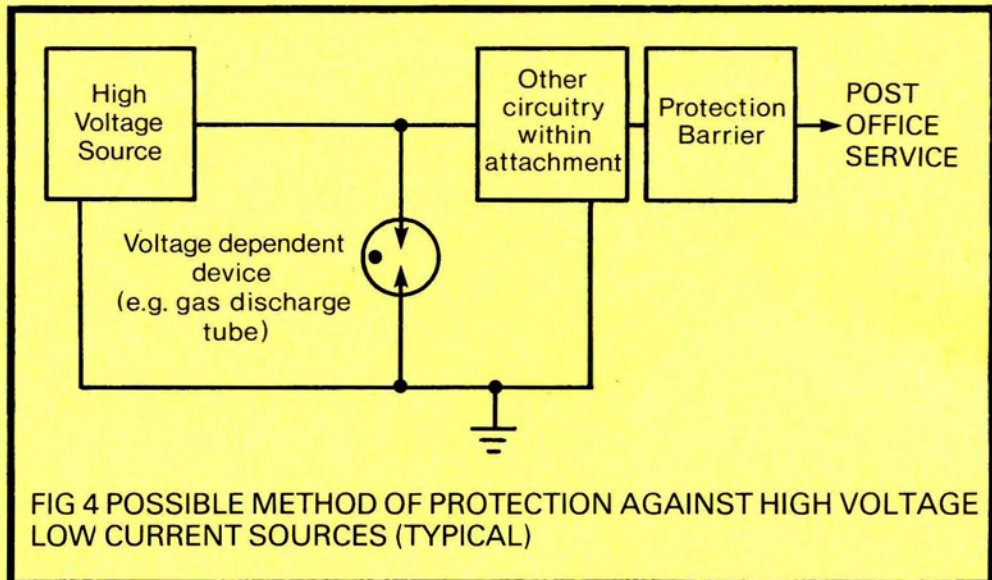 High
Voltage
Source
Other
circuitry
within
attachment
Protection
Barrier
POST
OFFICE
SERVICE
Voltage dependent
device
(e.g. gas discharge
tube)
FIG 4 POSSIBLE METHOD OF PROTECTION AGAINST HIGH VOLTAGE
LOW CURRENT SOURCES (TYPICAL)